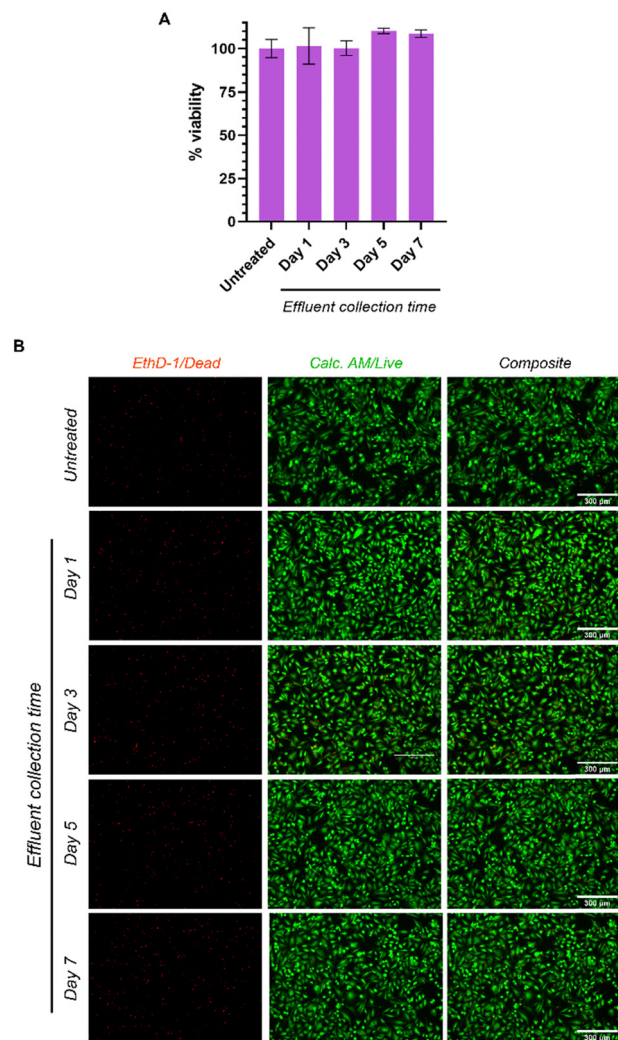 A
% viability
100
75
50
25
0
Untreated
Day 1
Day 3
Day 5
Day 7
Effluent collection time
B
EthD-1/Dead
Calc. AM/Live
Composite
Untreated
300 µm
Effluent collection time
Day 1
300 µm
Day 3
300 µm
Day 5
300 µm
Day 7
300 µm